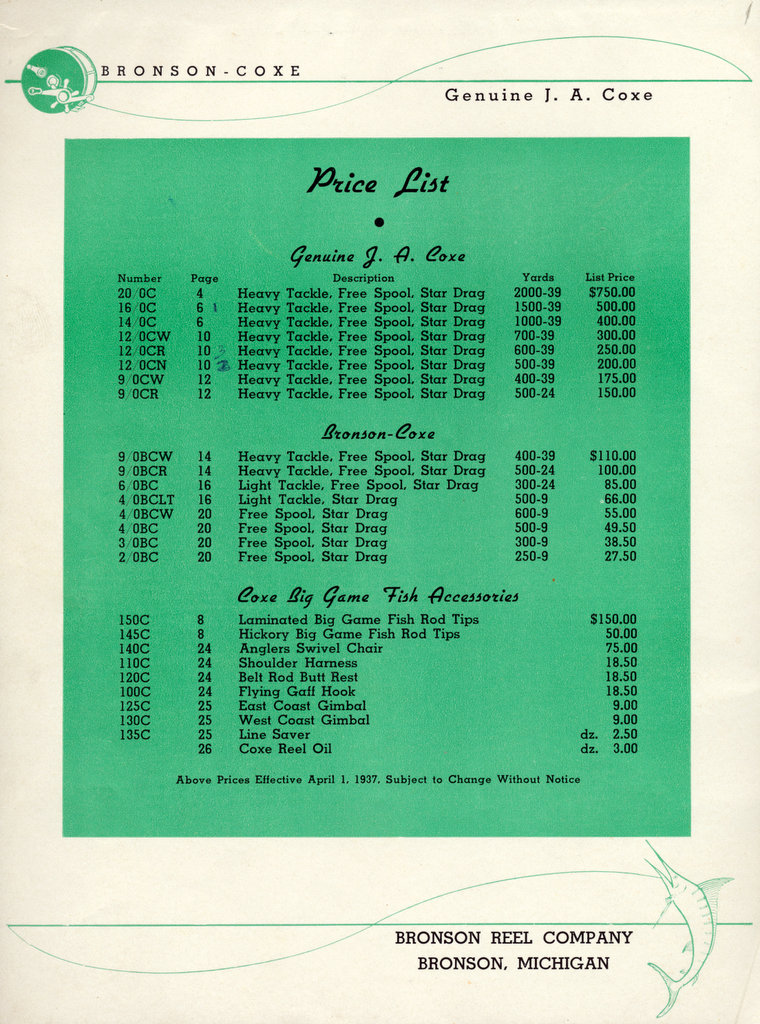 BRONSON-COXE
Genuine J. A. Coxe
Price List
Genuine J. A. Coxe
Number Page Description Yards List Price
20/0C 4 Heavy Tackle, Free Spool, Star Drag 2000-39 $750.00
16/0C 6 1 Heavy Tackle, Free Spool, Star Drag 1500-39 500.00
14/0C 6 Heavy Tackle, Free Spool, Star Drag 1000-39 400.00
12/0CW 10 Heavy Tackle, Free Spool, Star Drag 700-39 300.00
12/0CR 10 Heavy Tackle, Free Spool, Star Drag 600-39 250.00
12/0CN 10 Heavy Tackle, Free Spool, Star Drag 500-39 200.00
9/0CW 12 Heavy Tackle, Free Spool, Star Drag 400-39 175.00
9/0CR 12 Heavy Tackle, Free Spool, Star Drag 500-24 150.00
Bronson-Coxe
9/0BCW 14 Heavy Tackle, Free Spool, Star Drag 400-39 $110.00
9/0BCR 14 Heavy Tackle, Free Spool, Star Drag 500-24 100.00
6/0BC 16 Light Tackle, Free Spool, Star Drag 300-24 85.00
4/0BCLT 16 Light Tackle, Star Drag 500-9 66.00
4/0BCW 20 Free Spool, Star Drag 600-9 55.00
4/0BC 20 Free Spool, Star Drag 500-9 49.50
3/0BC 20 Free Spool, Star Drag 300-9 38.50
2/0BC 20 Free Spool, Star Drag 250-9 27.50
Coxe Big Game Fish Accessories
150C 8 Laminated Big Game Fish Rod Tips $150.00
145C 8 Hickory Big Game Fish Rod Tips 50.00
140C 24 Anglers Swivel Chair 75.00
110C 24 Shoulder Harness 18.50
120C 24 Belt Rod Butt Rest 18.50
100C 24 Flying Gaff Hook 18.50
125C 25 East Coast Gimbal 9.00
130C 25 West Coast Gimbal 9.00
135C 25 Line Saver dz. 2.50
26 Coxe Reel Oil dz. 3.00
Above Prices Effective April 1, 1937, Subject to Change Without Notice
BRONSON REEL COMPANY
BRONSON, MICHIGAN